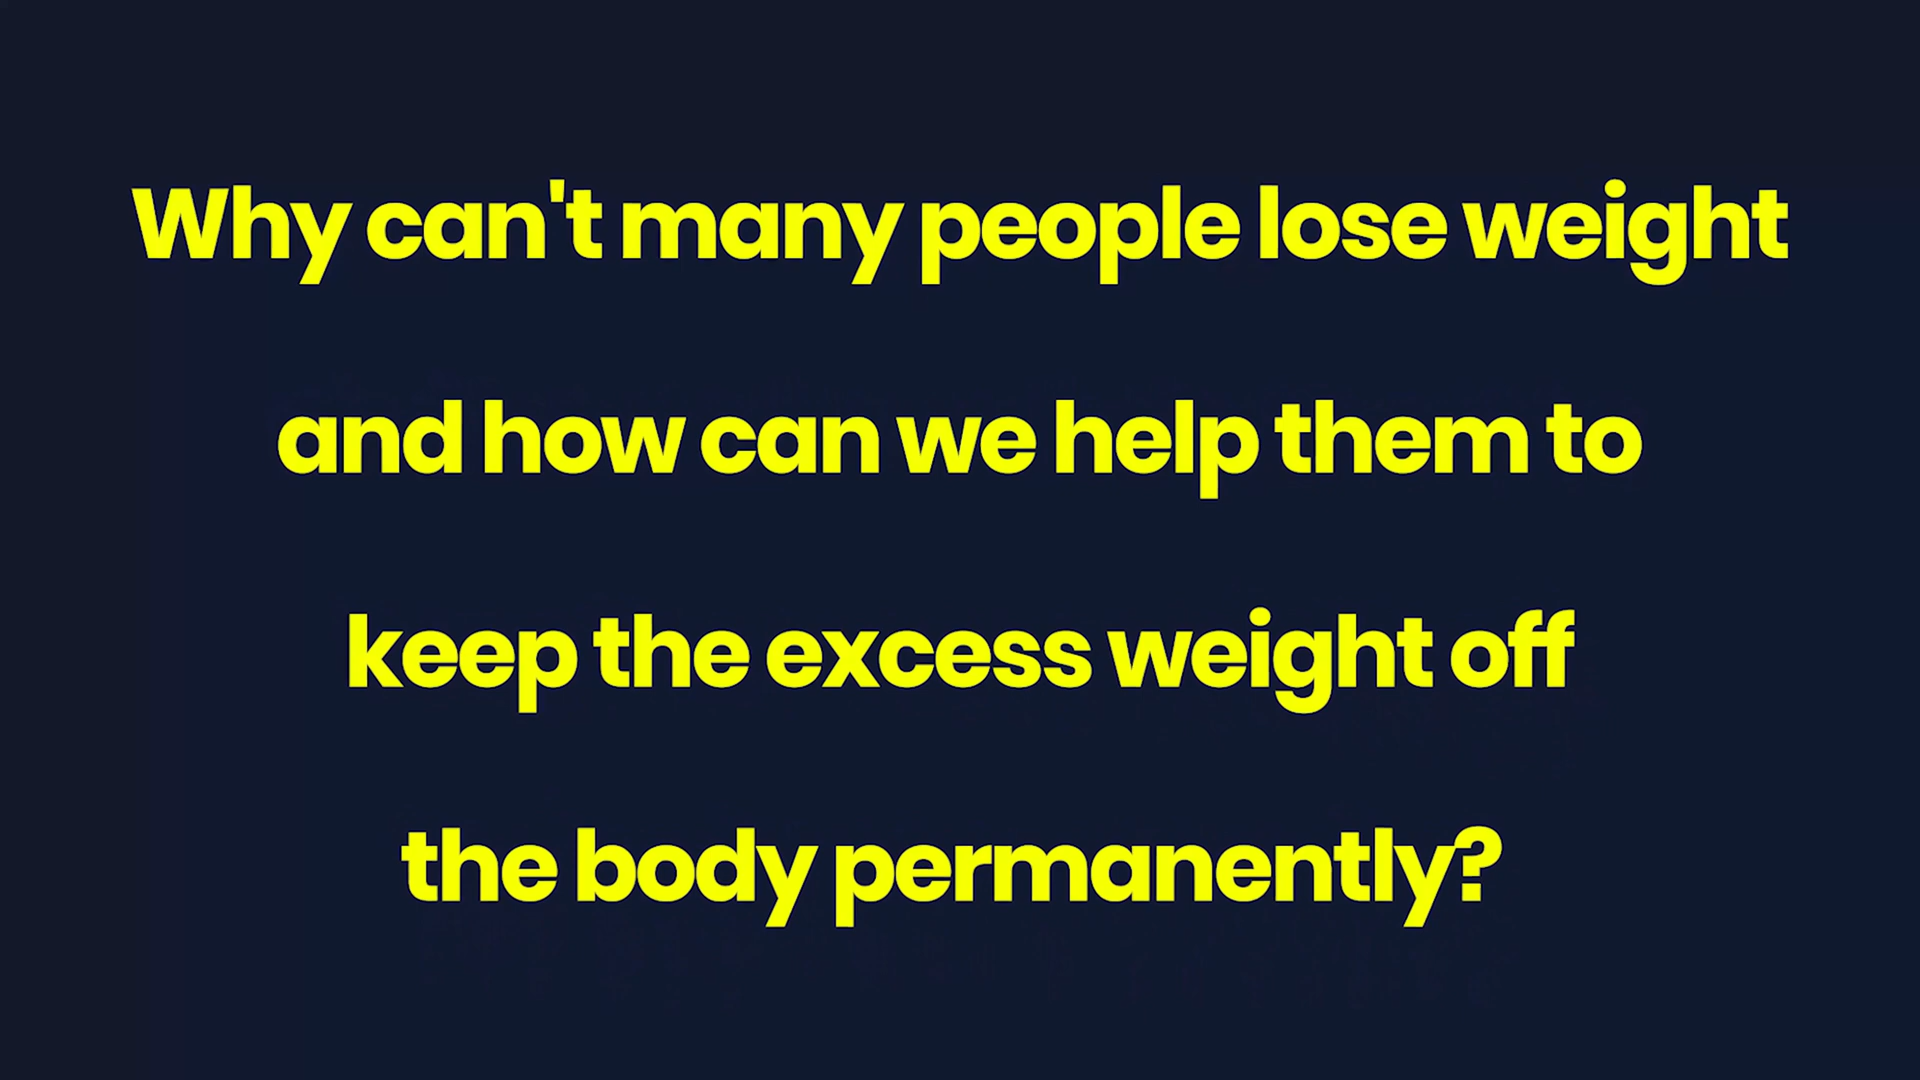 Why can't many people lose weight
and how can we help them to
keep the excess weight off
the body permanently?